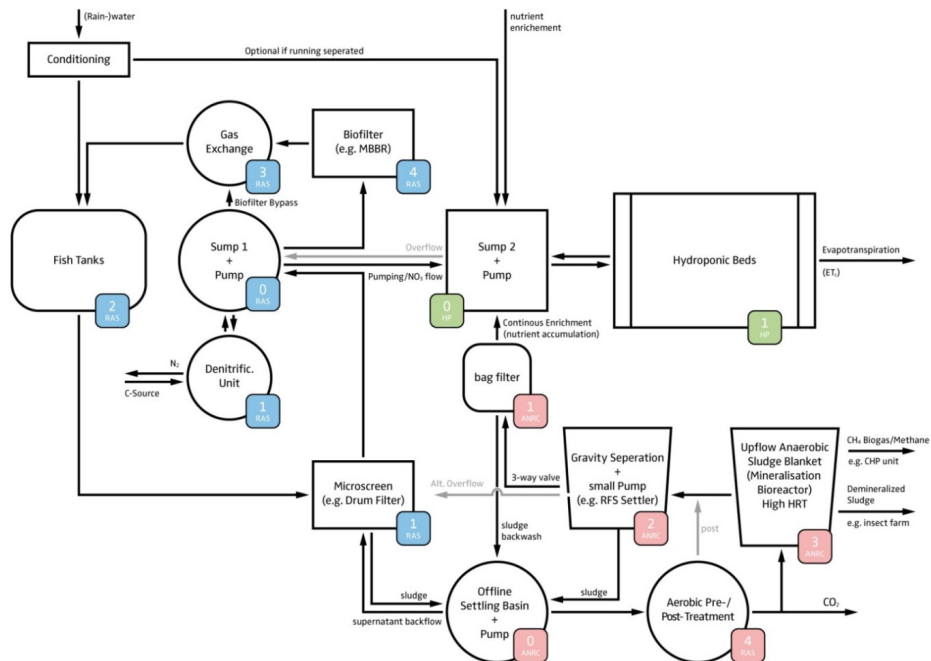 (Rain-)water
nutrient
enrichement
Conditioning
Optional if running seperated
Gas
Exchange
3
RAS
Biofilter
(e.g. MBBR)
4
RAS
Biofilter Bypass
Fish Tanks
2
RAS
Sump 1
+
Pump
0
RAS
Overflow
Pumping/NO₃ flow
Sump 2
+
Pump
0
HP
Hydroponic Beds
1
HP
Evapotranspiration
(ETₑ)
Continous Enrichment
(nutrient accumulation)
Denitrific.
Unit
1
RAS
N₂
C-Source
bag filter
1
ANRC
Microscreen
(e.g. Drum Filter)
1
RAS
Alt. Overflow
3-way valve
Gravity Seperation
+
small Pump
(e.g. RFS Settler)
2
ANRC
Upflow Anaerobic
Sludge Blanket
(Mineralisation
Bioreactor)
High HRT
3
ANRC
CH₄ Biogas/Methane
e.g. CHP unit
Demineralized
Sludge
e.g. insect farm
sludge
backwash
post
sludge
supernatant backflow
Offline
Settling Basin
+
Pump
0
ANRC
sludge
Aerobic Pre-/
Post-Treatment
4
RAS
CO₂